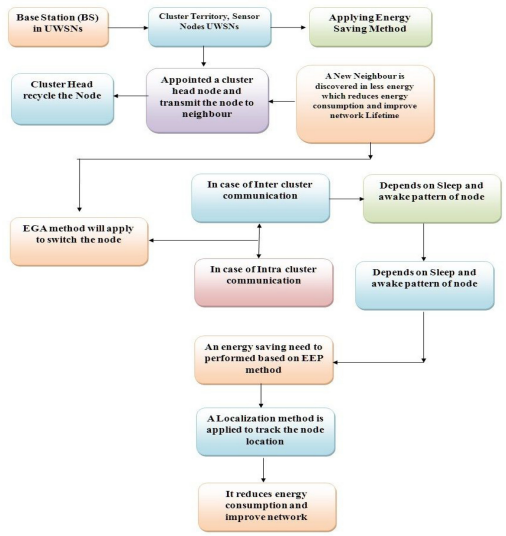 Base Station (BS)
in UWSNs
Cluster Territory, Sensor
Nodes UWSNs
Applying Energy
Saving Method
Cluster Head
recycle the Node
Appointed a cluster
head node and
transmit the node to
neighbour
A New Neighbour is
discovered in less energy
which reduces energy
consumption and improve
network Lifetime
In case of Inter cluster
communication
Depends on Sleep and
awake pattern of node
EGA method will apply
to switch the node
In case of Intra cluster
communication
Depends on Sleep and
awake pattern of node
An energy saving need to
performed based on EEP
method
A Localization method is
applied to track the node
location
It reduces energy
consumption and
improve network